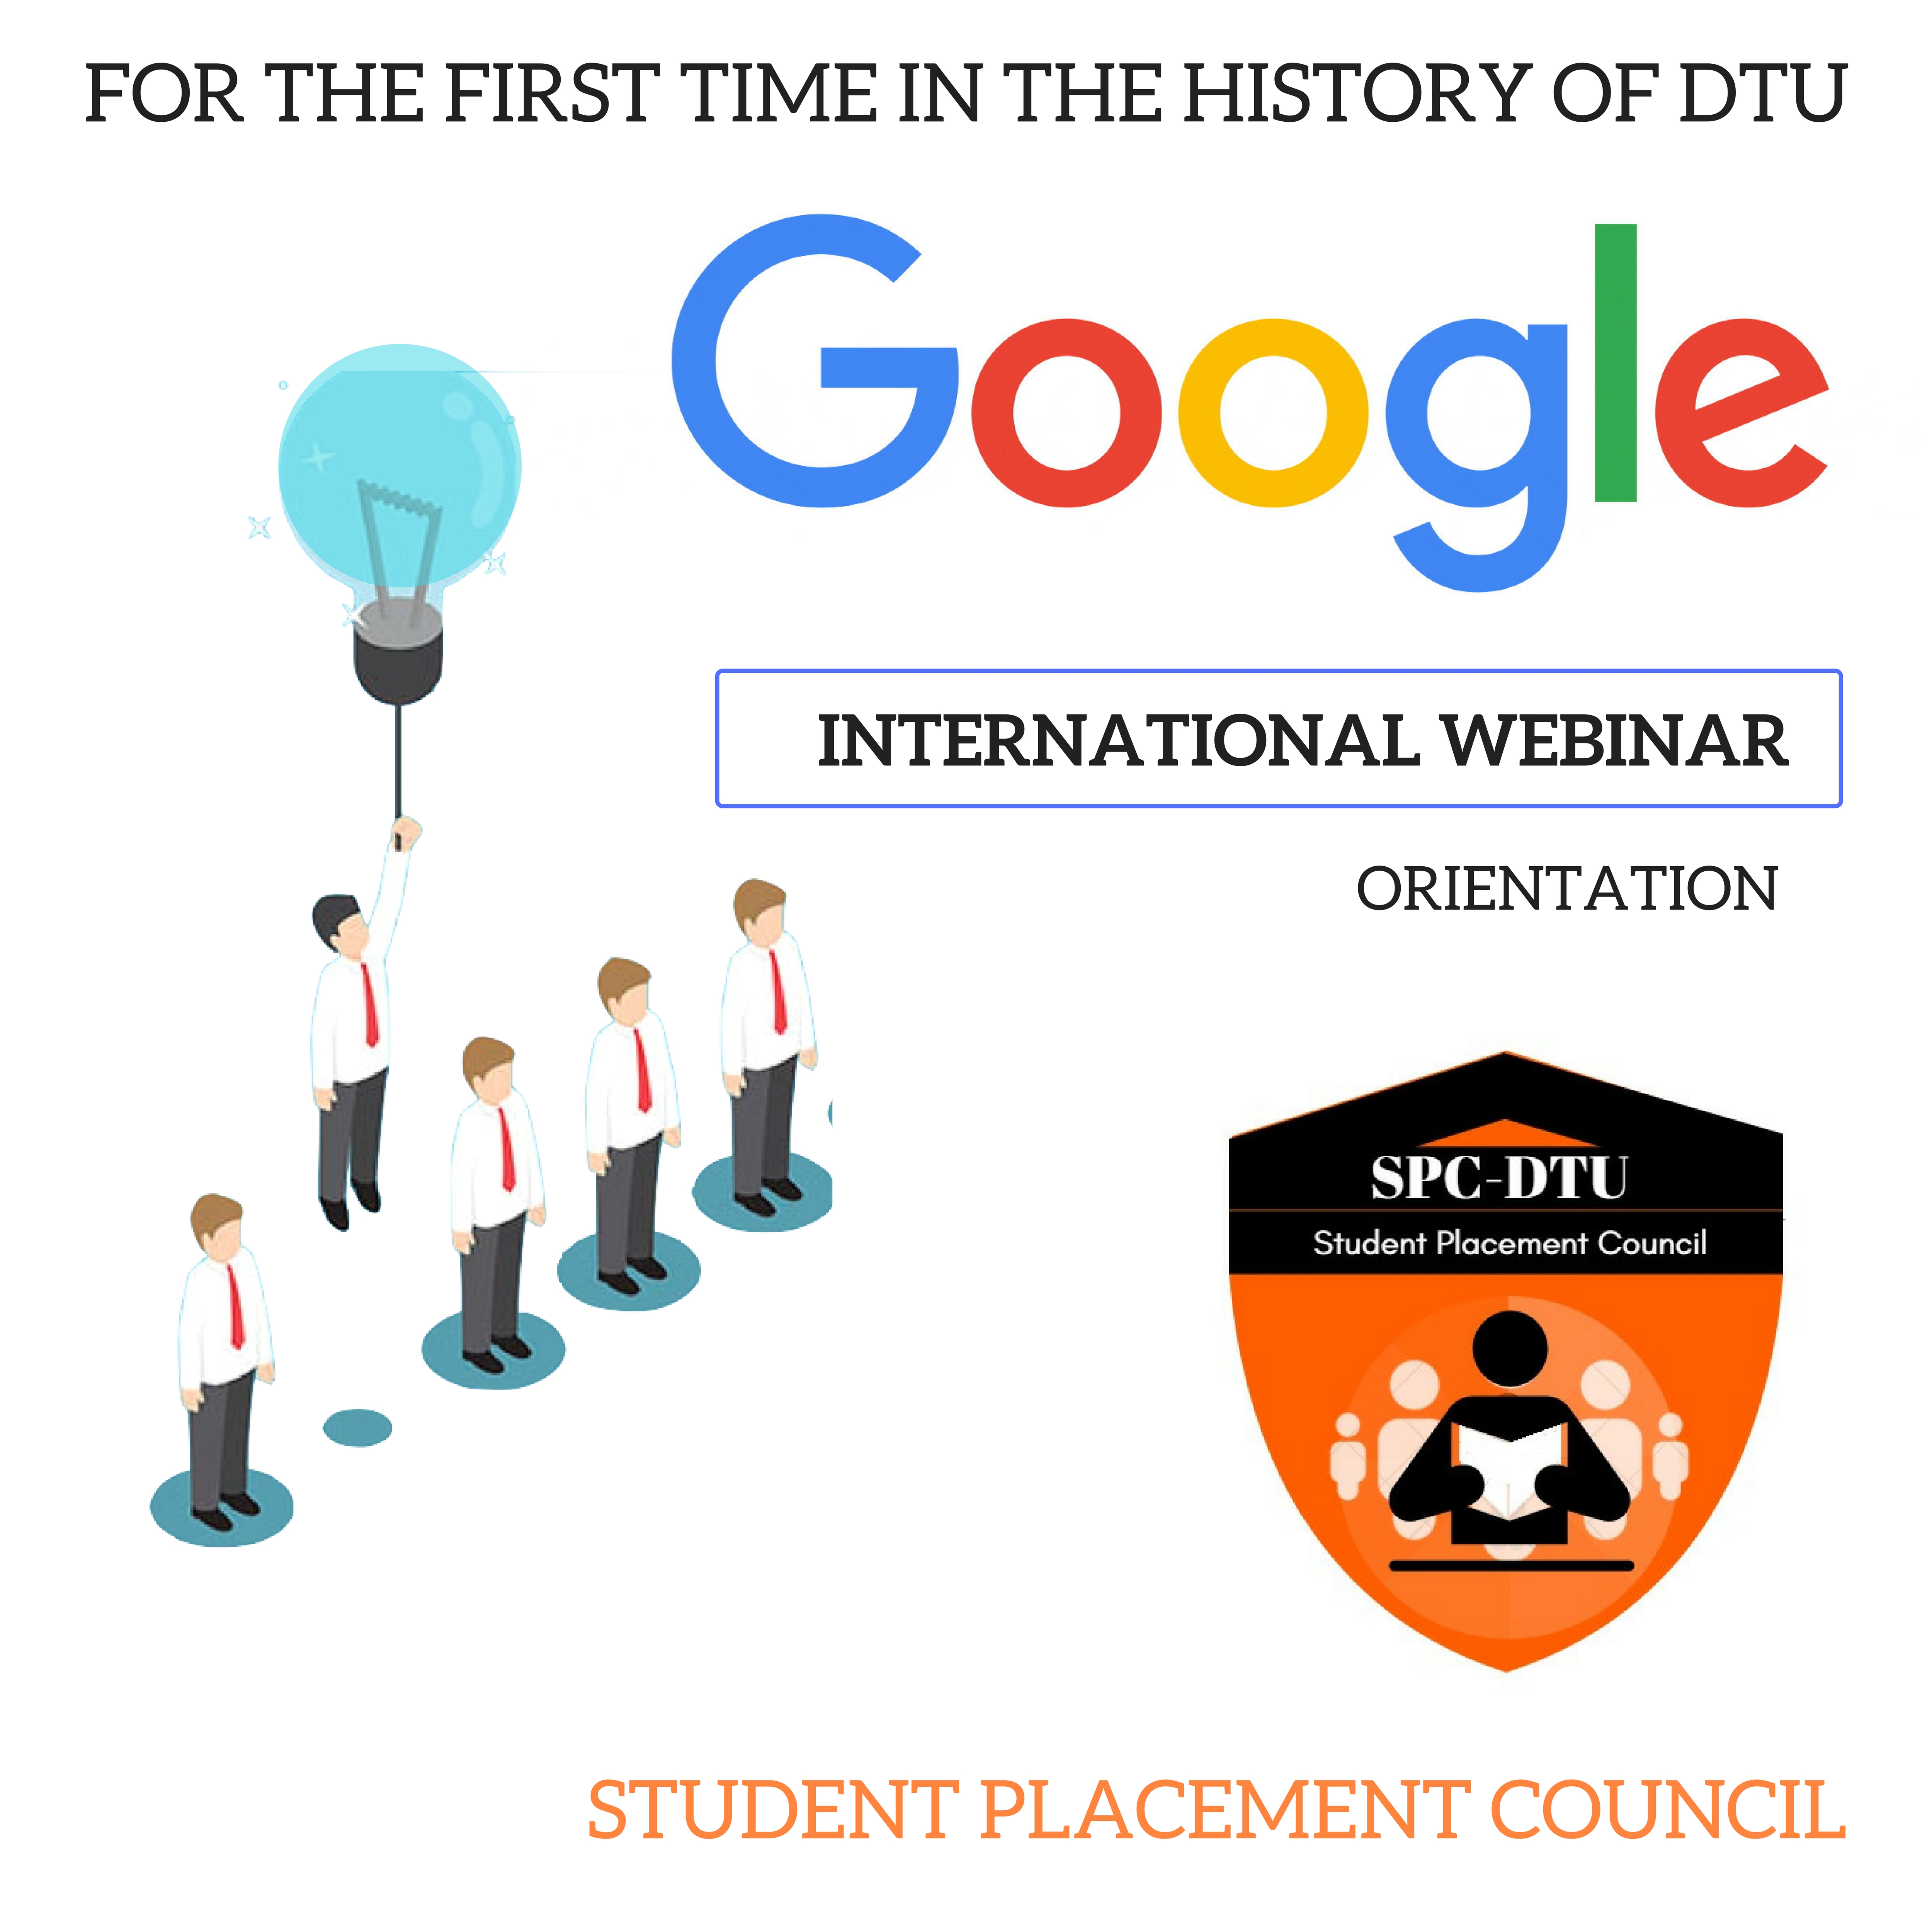 FOR THE FIRST TIME IN THE HISTORY OF DTU
Google
INTERNATIONAL WEBINAR
ORIENTATION
SPC-DTU
Student Placement Council
STUDENT PLACEMENT COUNCIL